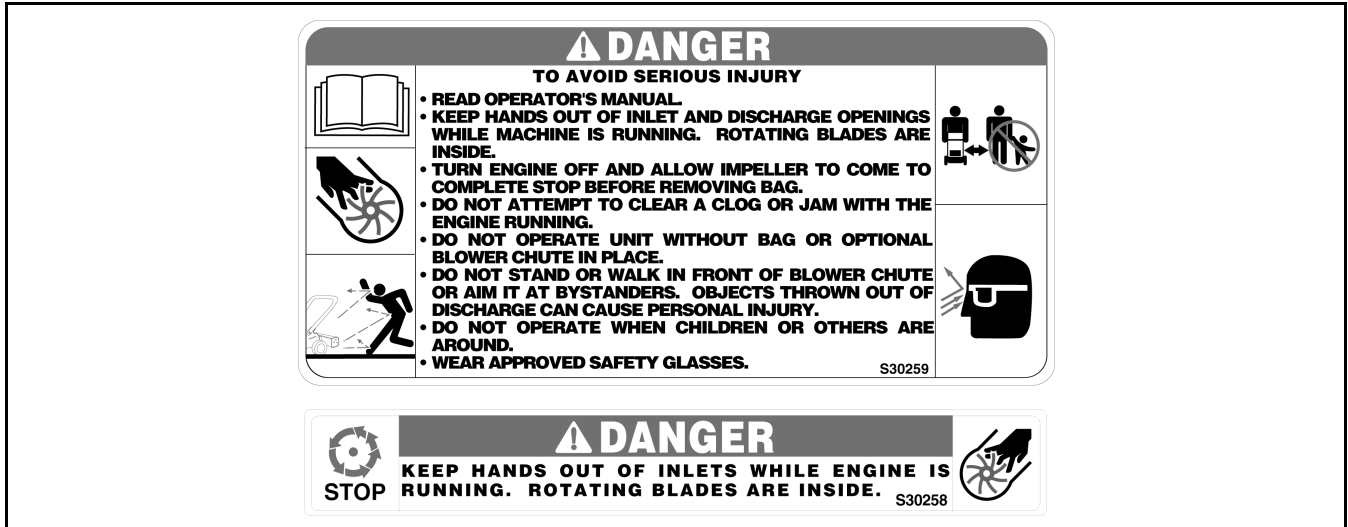 DANGER
TO AVOID SERIOUS INJURY
• READ OPERATOR'S MANUAL.
• KEEP HANDS OUT OF INLET AND DISCHARGE OPENINGS
WHILE MACHINE IS RUNNING. ROTATING BLADES ARE
INSIDE.
• TURN ENGINE OFF AND ALLOW IMPELLER TO COME TO
COMPLETE STOP BEFORE REMOVING BAG.
• DO NOT ATTEMPT TO CLEAR A CLOG OR JAM WITH THE
ENGINE RUNNING.
• DO NOT OPERATE UNIT WITHOUT BAG OR OPTIONAL
BLOWER CHUTE IN PLACE.
• DO NOT STAND OR WALK IN FRONT OF BLOWER CHUTE
OR AIM IT AT BYSTANDERS. OBJECTS THROWN OUT OF
DISCHARGE CAN CAUSE PERSONAL INJURY.
• DO NOT OPERATE WHEN CHILDREN OR OTHERS ARE
AROUND.
• WEAR APPROVED SAFETY GLASSES.
S30259
DANGER
KEEP HANDS OUT OF INLETS WHILE ENGINE IS
RUNNING. ROTATING BLADES ARE INSIDE.
S30258
STOP